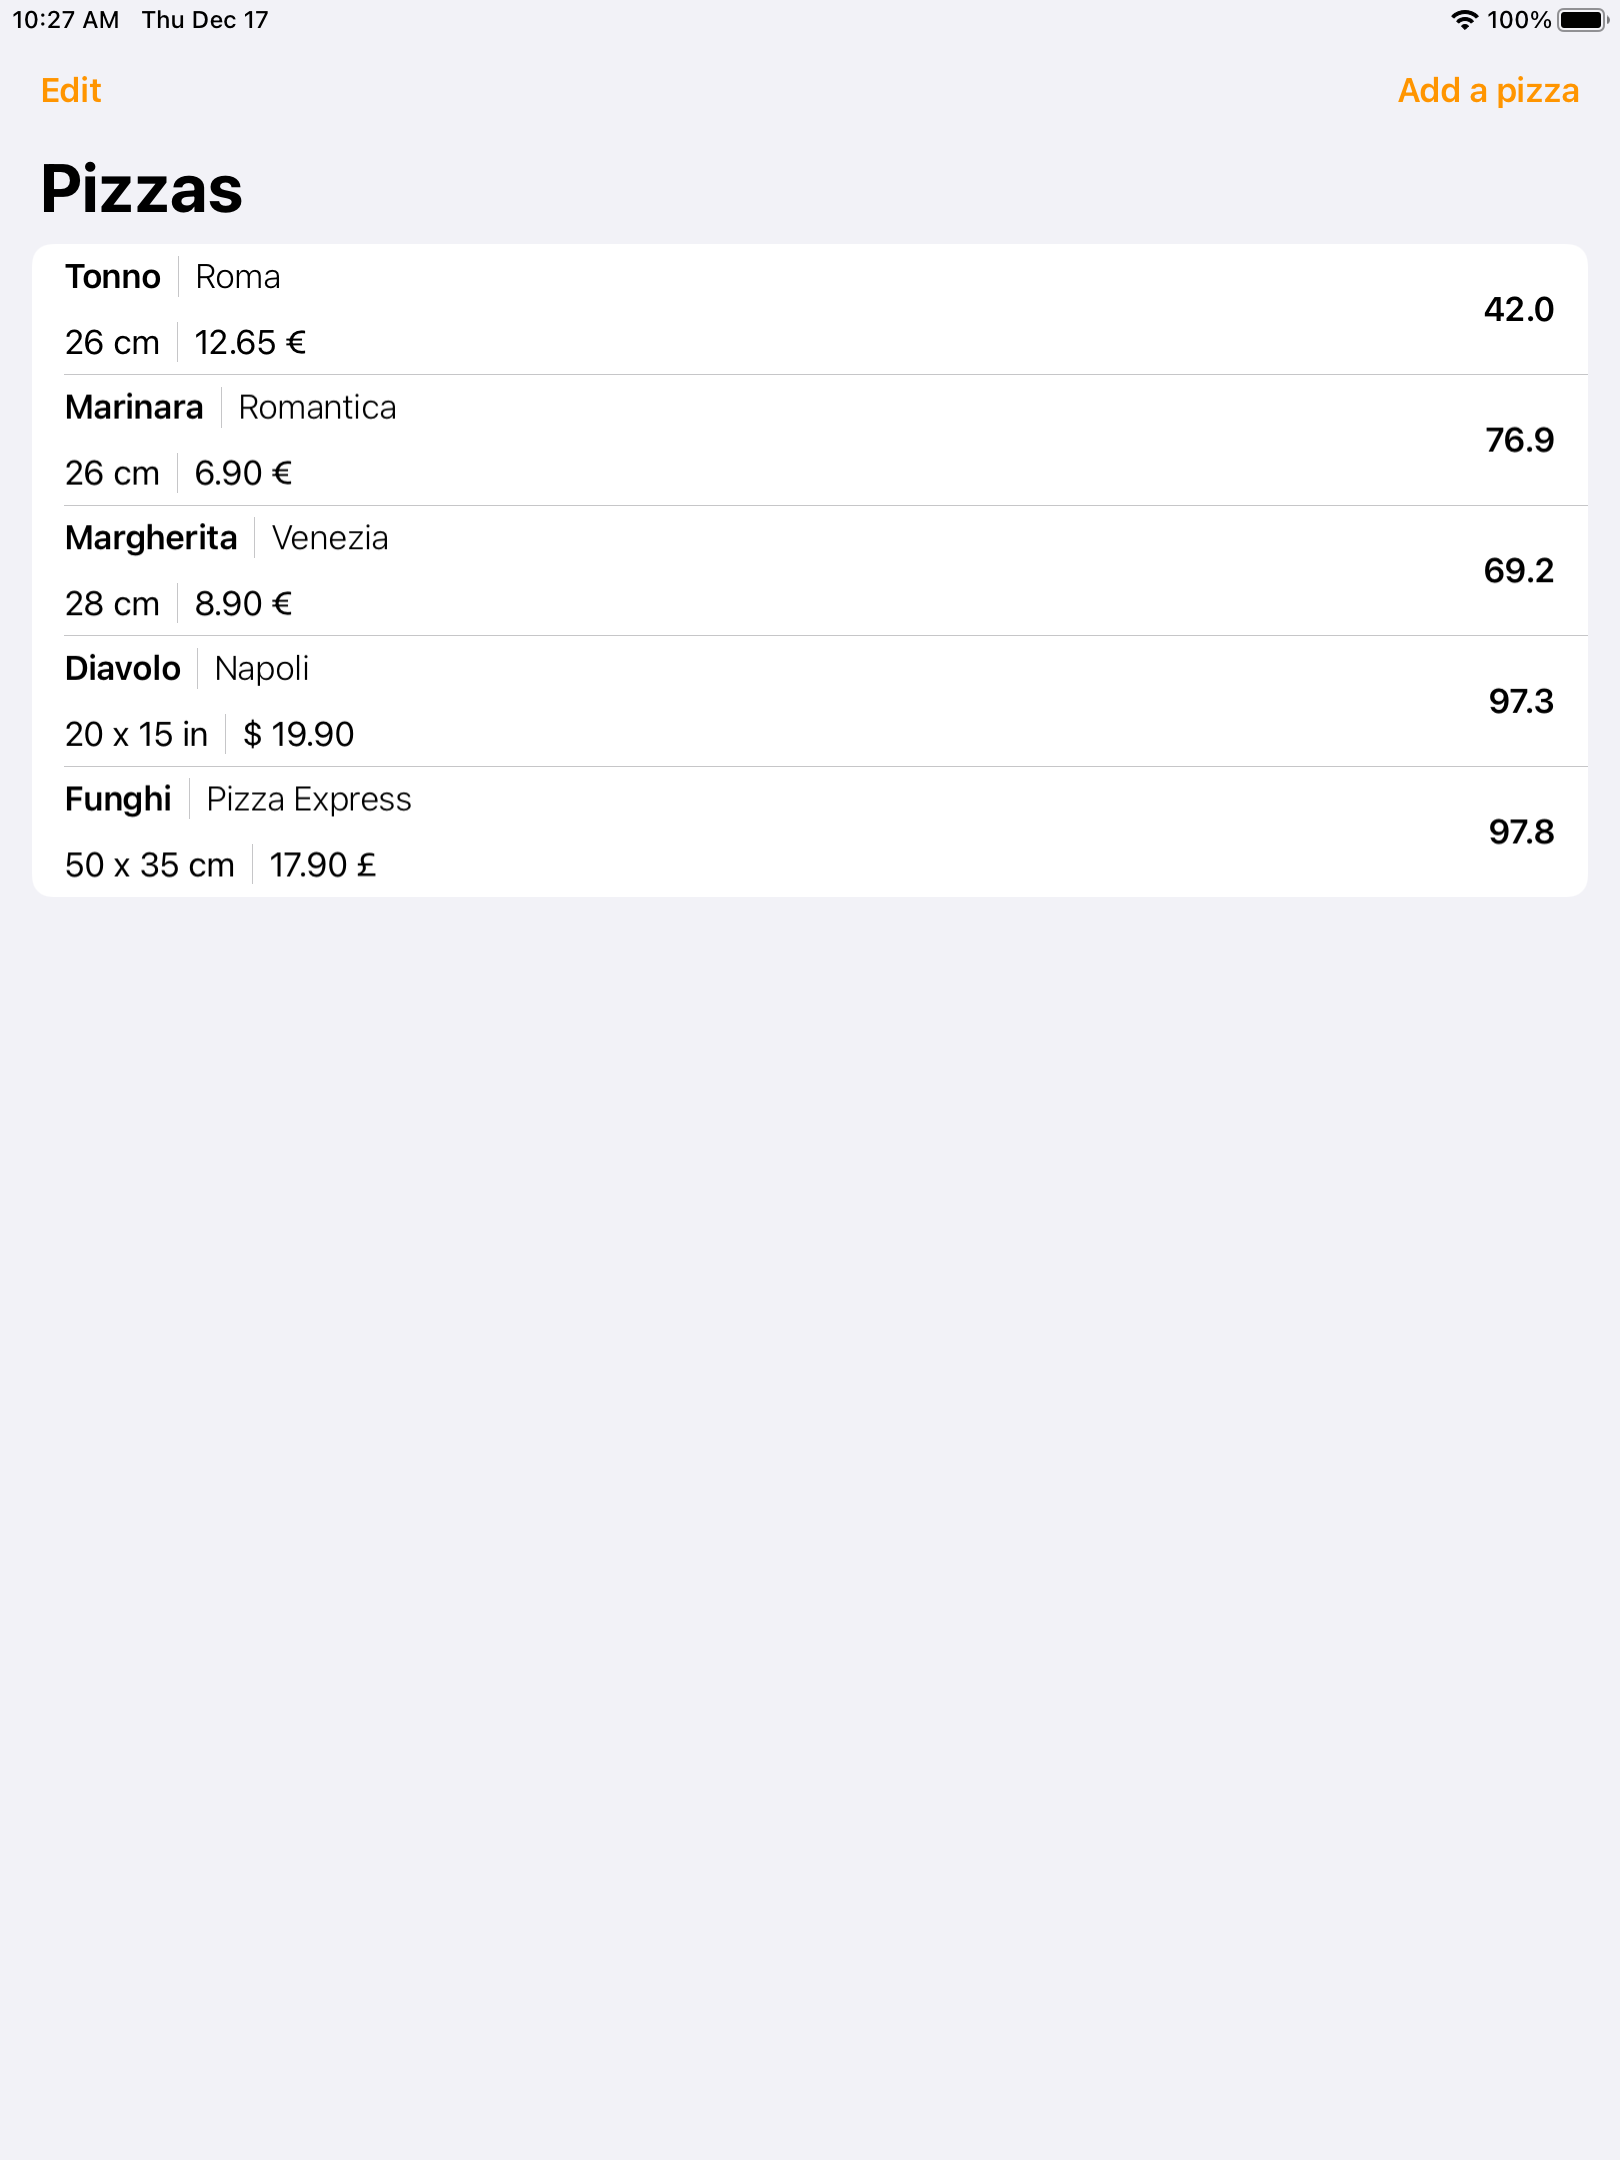 10:27 AM Thu Dec 17 100%
Edit Add a pizza
Pizzas
Tonno Roma
42.0
26 cm 12.65 €
Marinara Romantica
76.9
26 cm 6.90 €
Margherita Venezia
69.2
28 cm 8.90 €
Diavolo Napoli
97.3
20 x 15 in $ 19.90
Funghi Pizza Express
97.8
50 x 35 cm 17.90 £